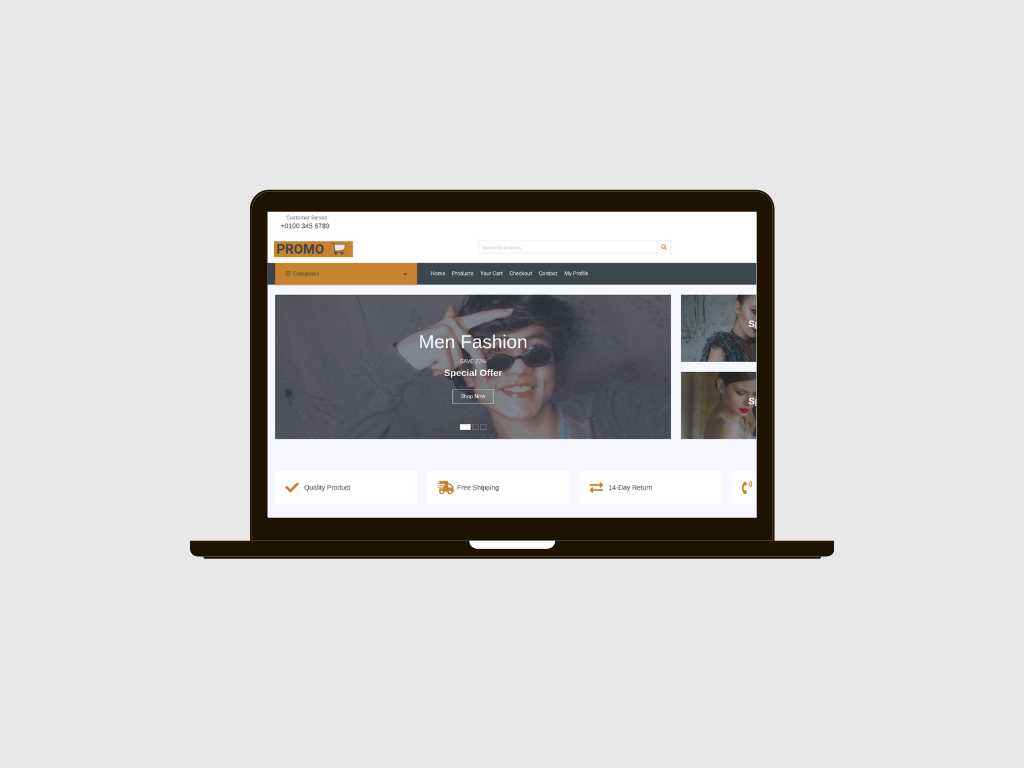 Customer Serves
+0100 345 6789
PROMO
Search for products
Categories
Home Products Your Cart Checkout Contact My Profile
Men Fashion
SAVE 27%
Special Offer
Shop Now
Sp
Sp
Quality Product
Free Shipping
14-Day Return